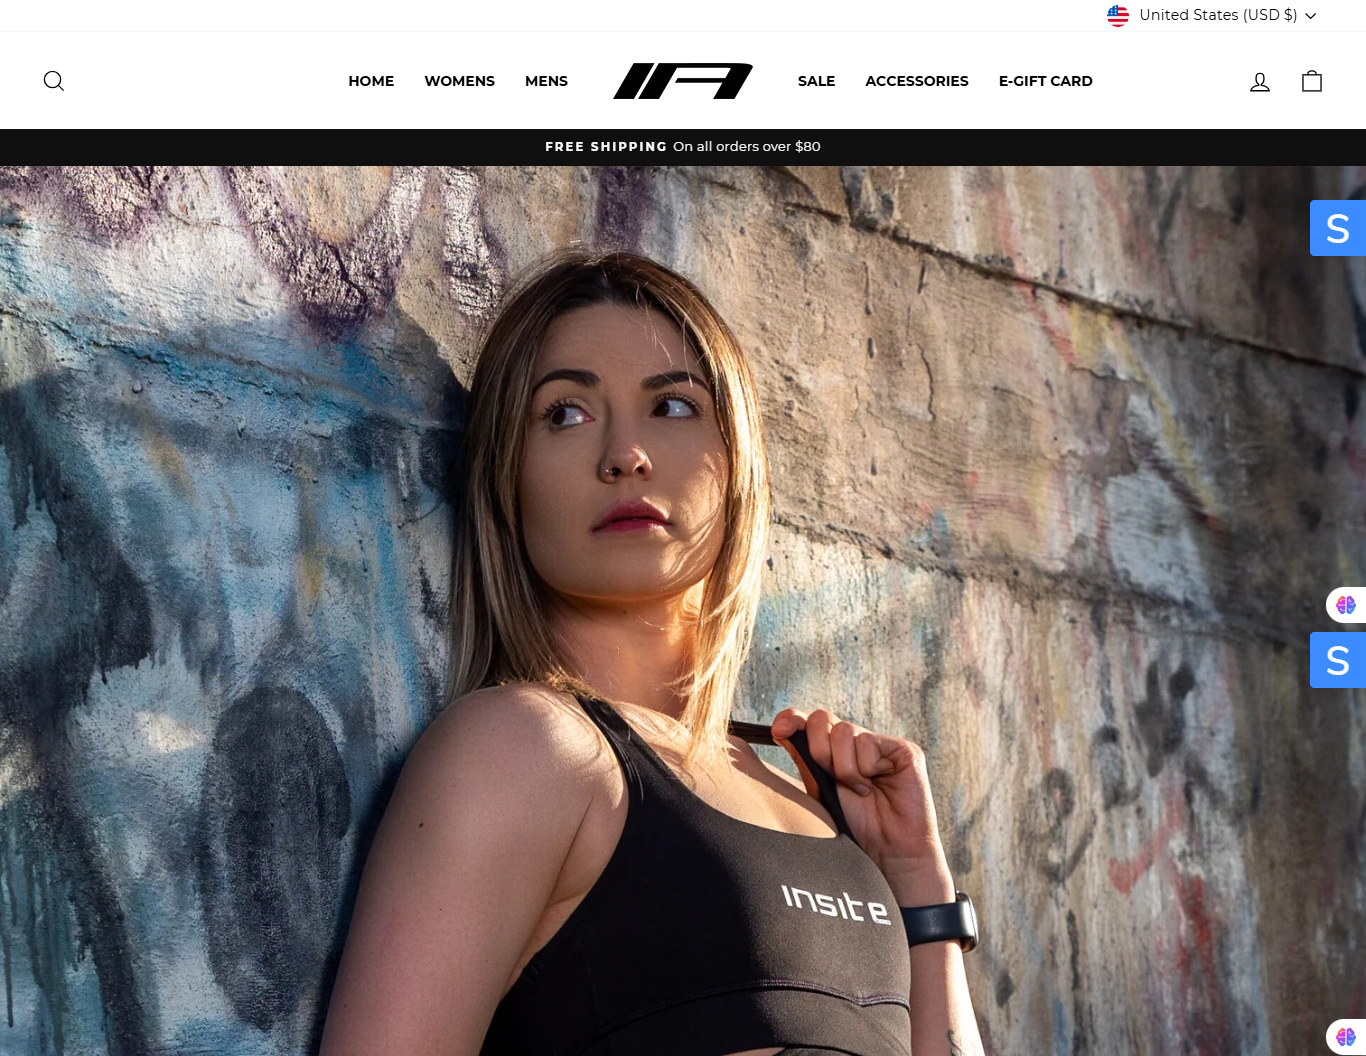 United States (USD $)
HOME WOMENS MENS SALE ACCESSORIES E-GIFT CARD
FREE SHIPPING On all orders over $80
S
S
insite